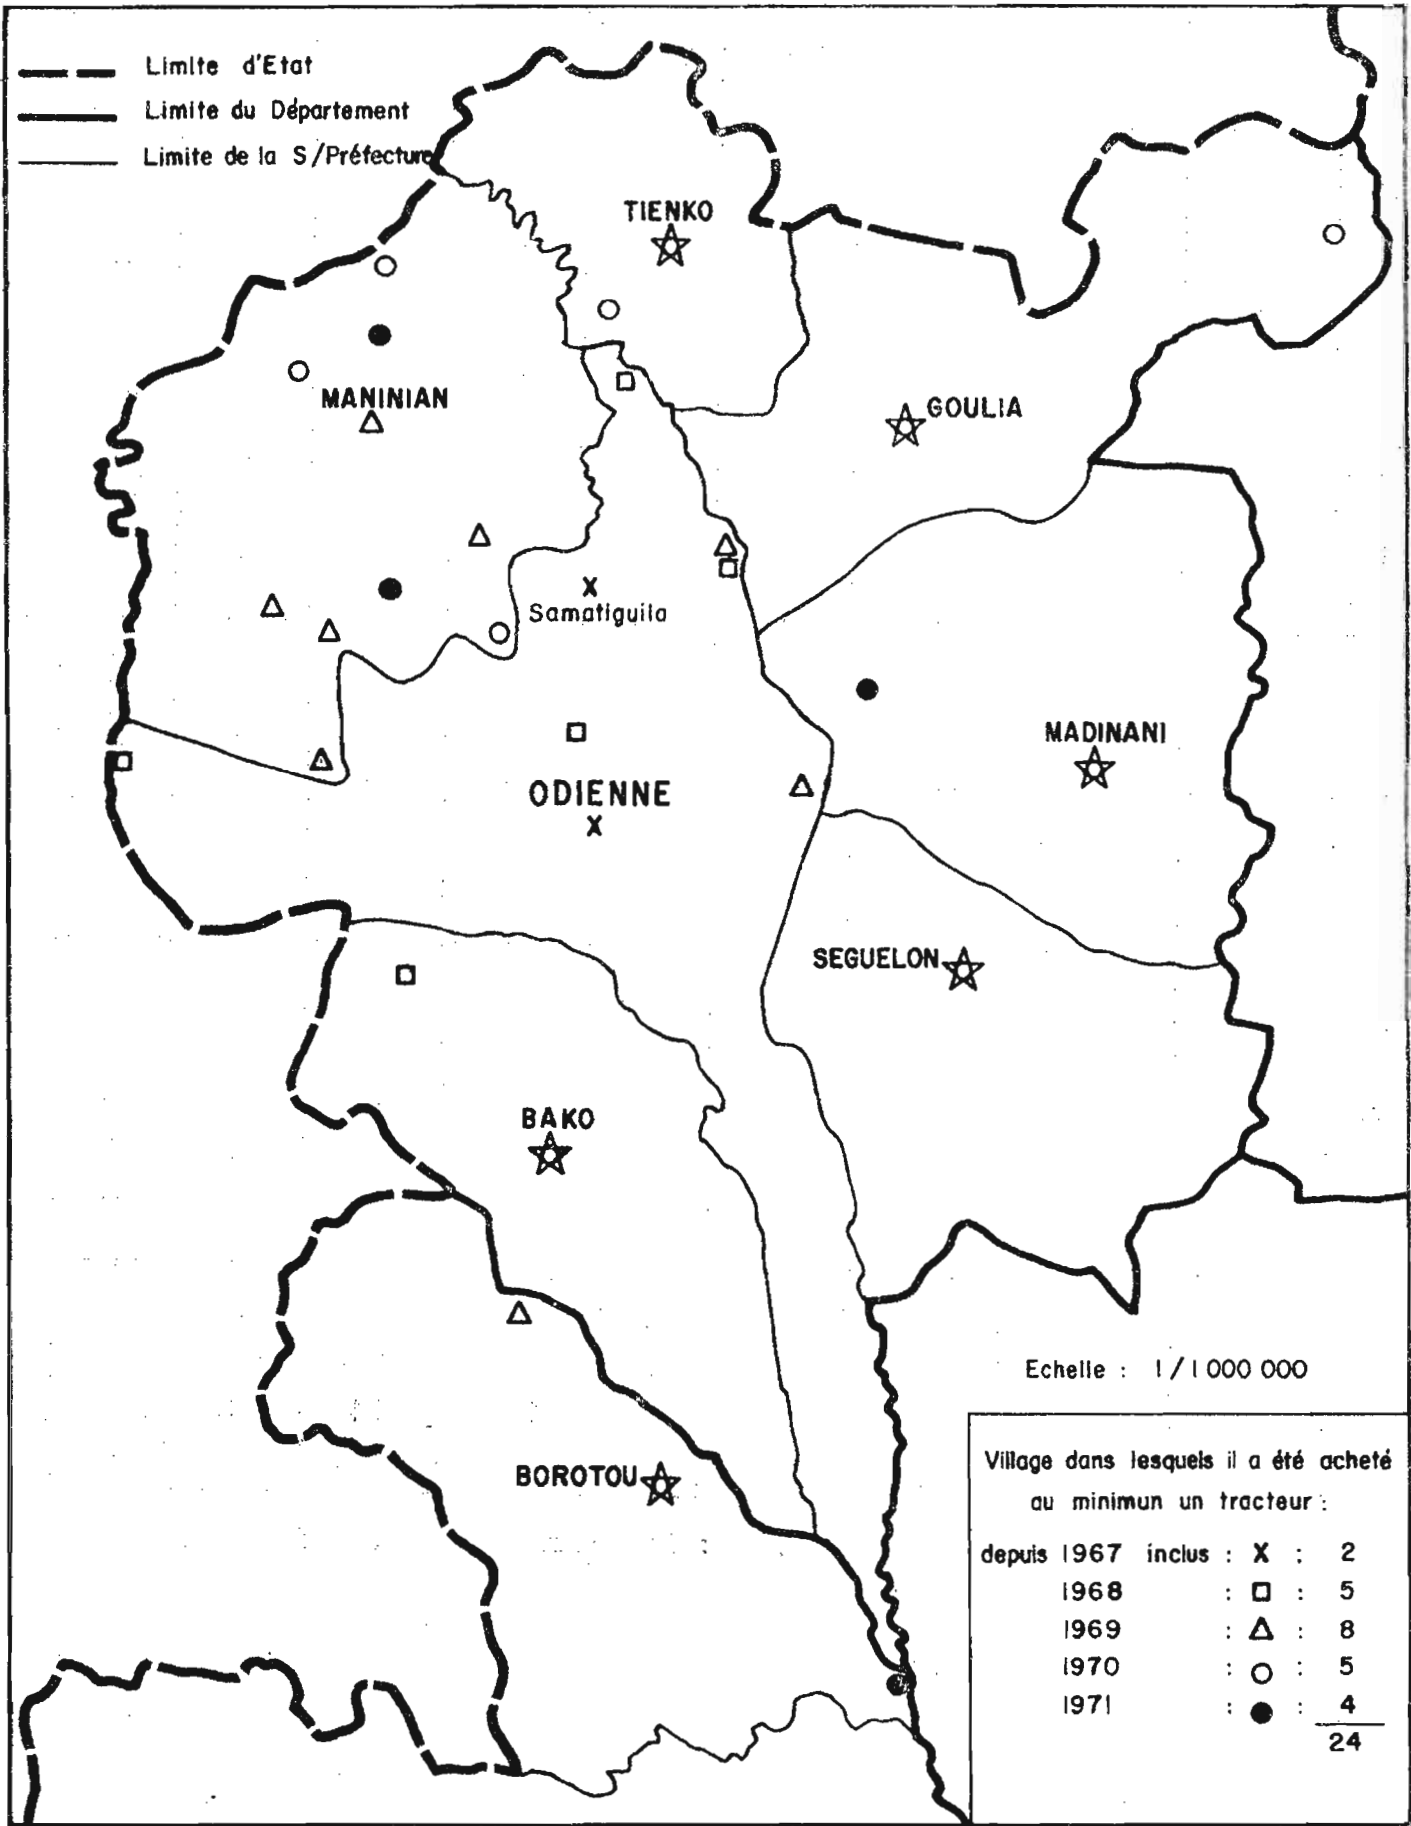 Limite d'Etat
Limite du Département
Limite de la S/Préfecture
TIENKO
MANINIAN
GOULIA
Samatiguila
MADINANI
ODIENNE
SEGUELON
BAKO
BOROTOU
Echelle : 1/1 000 000
Village dans lesquels il a été acheté
au minimun un tracteur :
depuis 1967 inclus : X : 2
1968 : □ : 5
1969 : △ : 8
1970 : ○ : 5
1971 : ● : 4
24